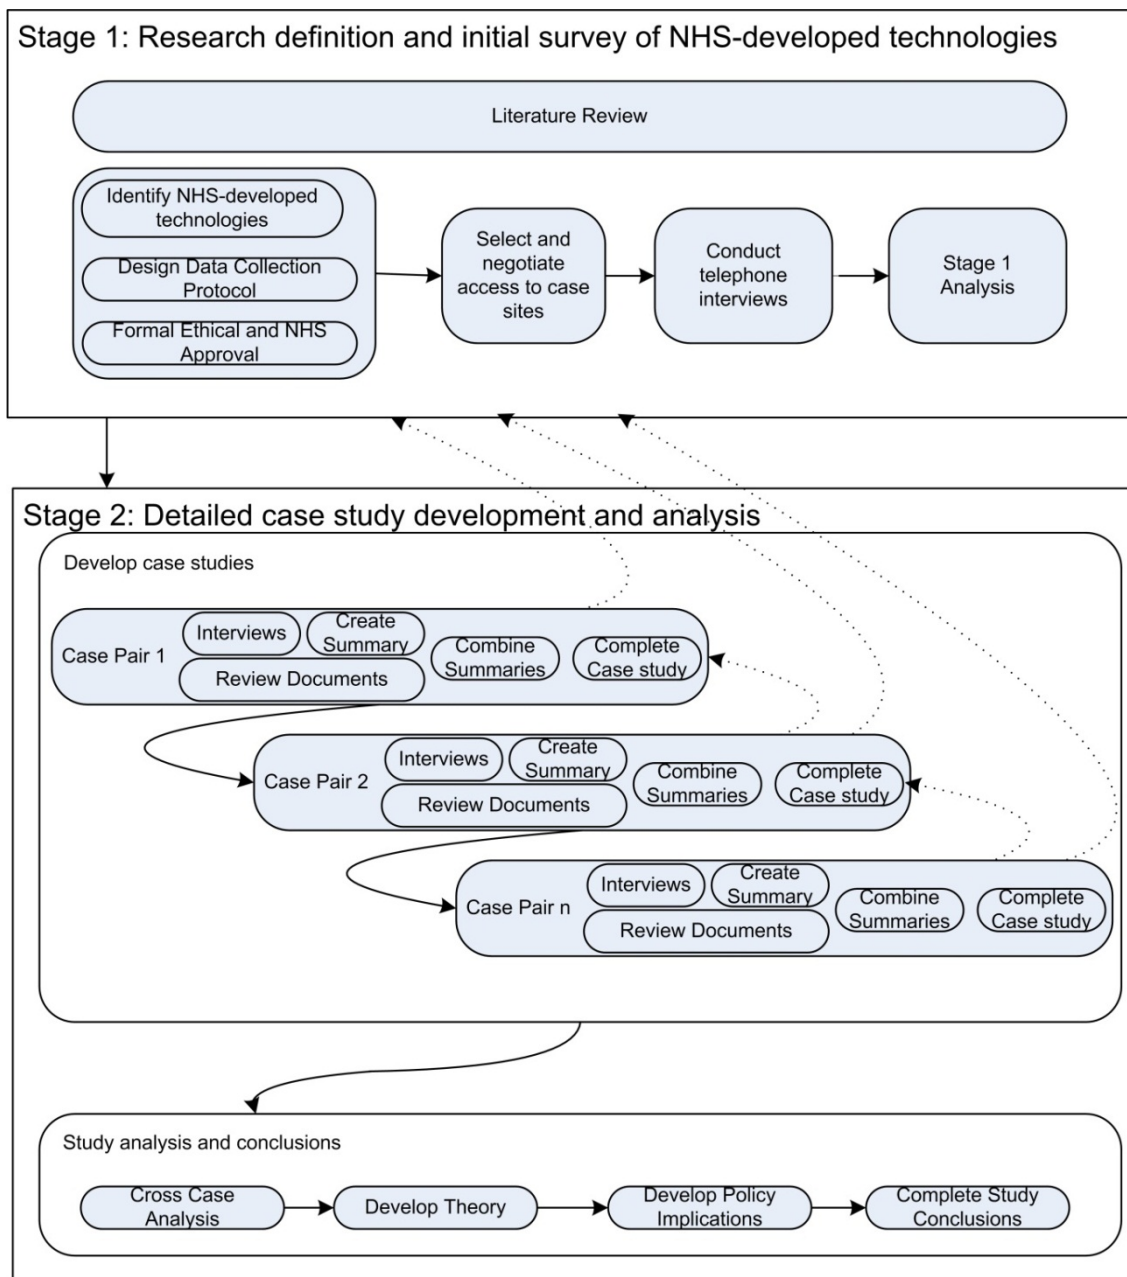 Stage 1: Research definition and initial survey of NHS-developed technologies
Literature Review
Identify NHS-developed
technologies
Design Data Collection
Protocol
Formal Ethical and NHS
Approval
Select and
negotiate
access to case
sites
Conduct
telephone
interviews
Stage 1
Analysis
Stage 2: Detailed case study development and analysis
Develop case studies
Case Pair 1
Interviews
Create
Summary
Review Documents
Combine
Summaries
Complete
Case study
Case Pair 2
Interviews
Create
Summary
Review Documents
Combine
Summaries
Complete
Case study
Case Pair n
Interviews
Create
Summary
Review Documents
Combine
Summaries
Complete
Case study
Study analysis and conclusions
Cross Case
Analysis
Develop Theory
Develop Policy
Implications
Complete Study
Conclusions